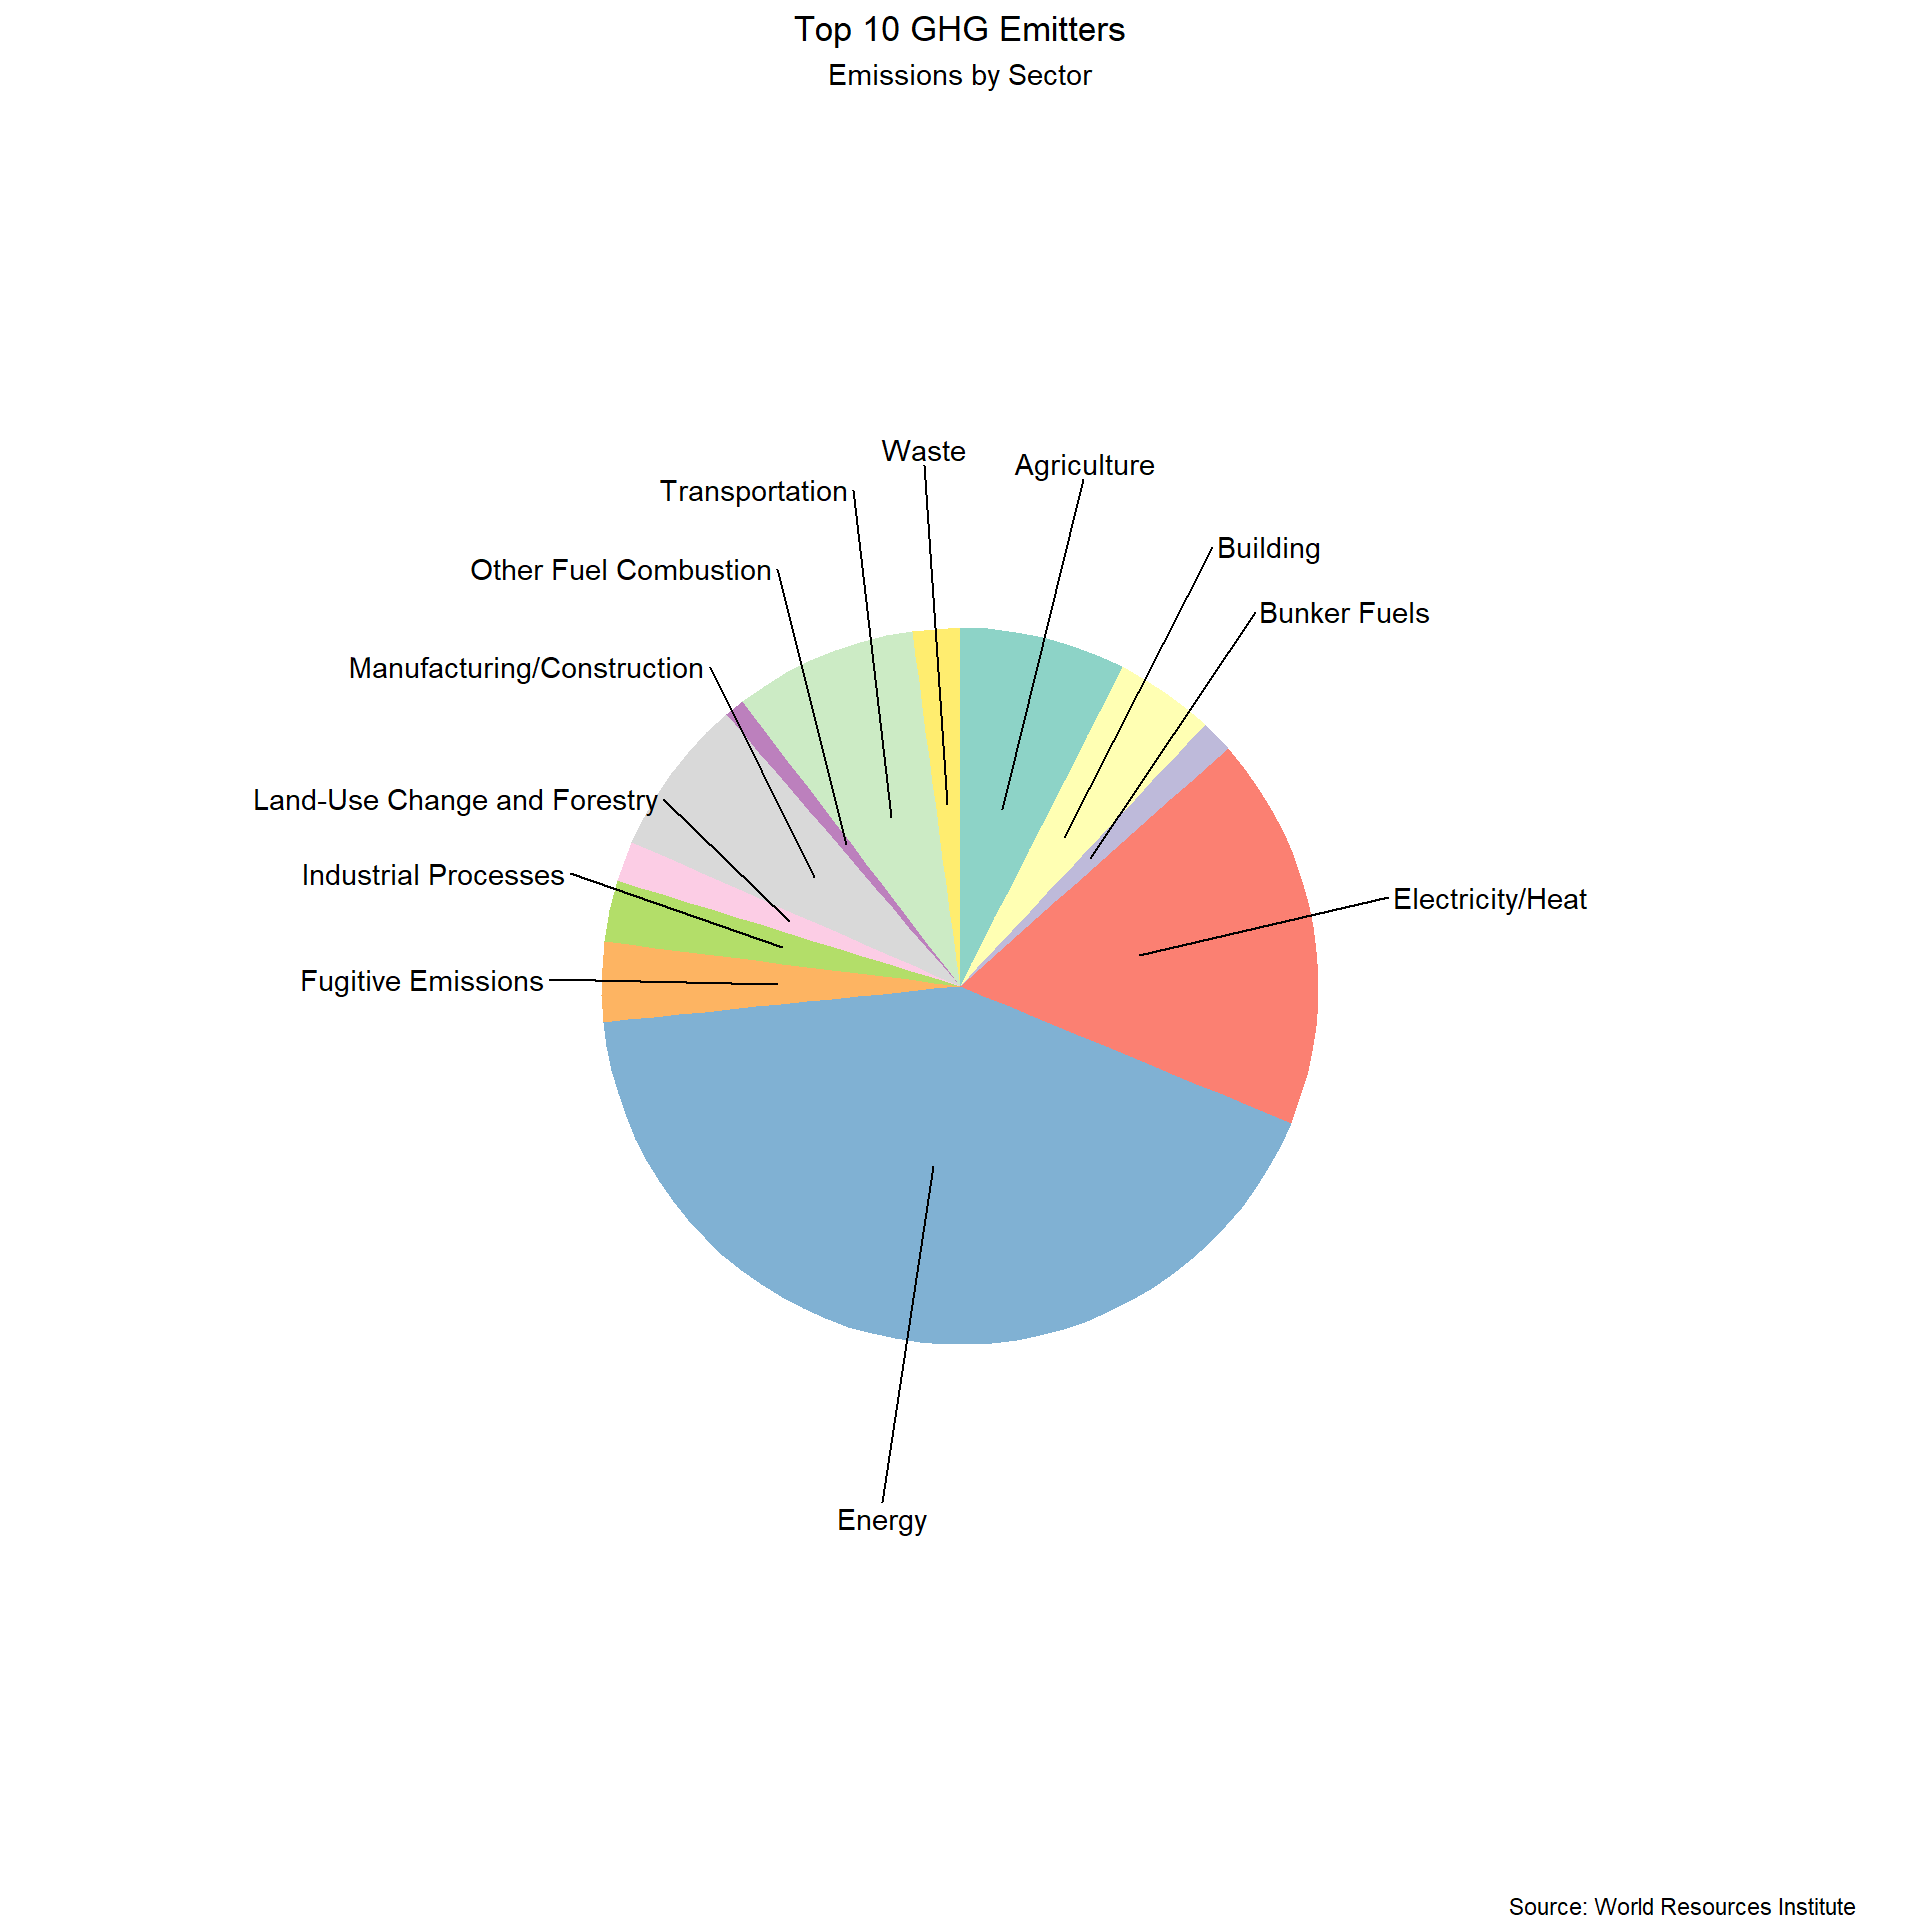 Top 10 GHG Emitters
Emissions by Sector
Waste
Agriculture
Transportation
Building
Other Fuel Combustion
Bunker Fuels
Manufacturing/Construction
Land-Use Change and Forestry
Industrial Processes
Electricity/Heat
Fugitive Emissions
Energy
Source: World Resources Institute